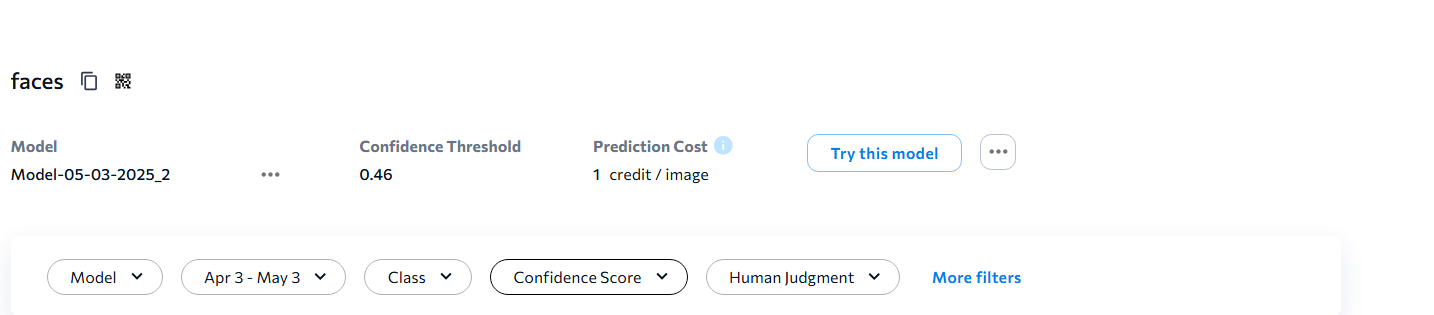 faces
Model
Confidence Threshold
Prediction Cost
Try this model
Model-05-03-2025_2
0.46
1 credit / image
Model
Apr 3 - May 3
Class
Confidence Score
Human Judgment
More filters